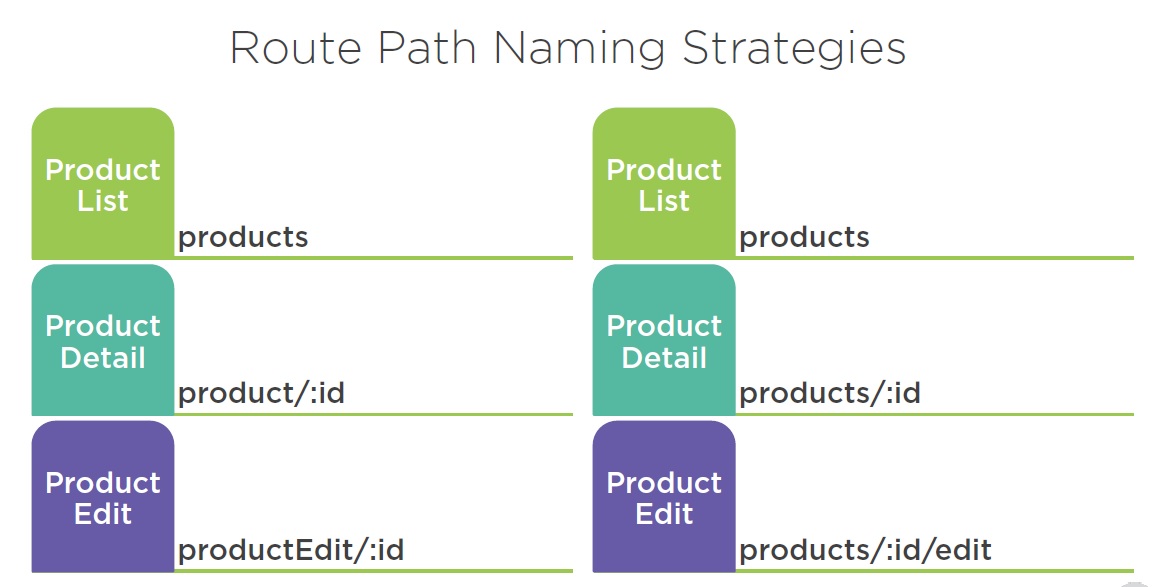 Route Path Naming Strategies
Product
List
products
Product
Detail
product/:id
Product
Edit
productEdit/:id
Product
List
products
Product
Detail
products/:id
Product
Edit
products/:id/edit